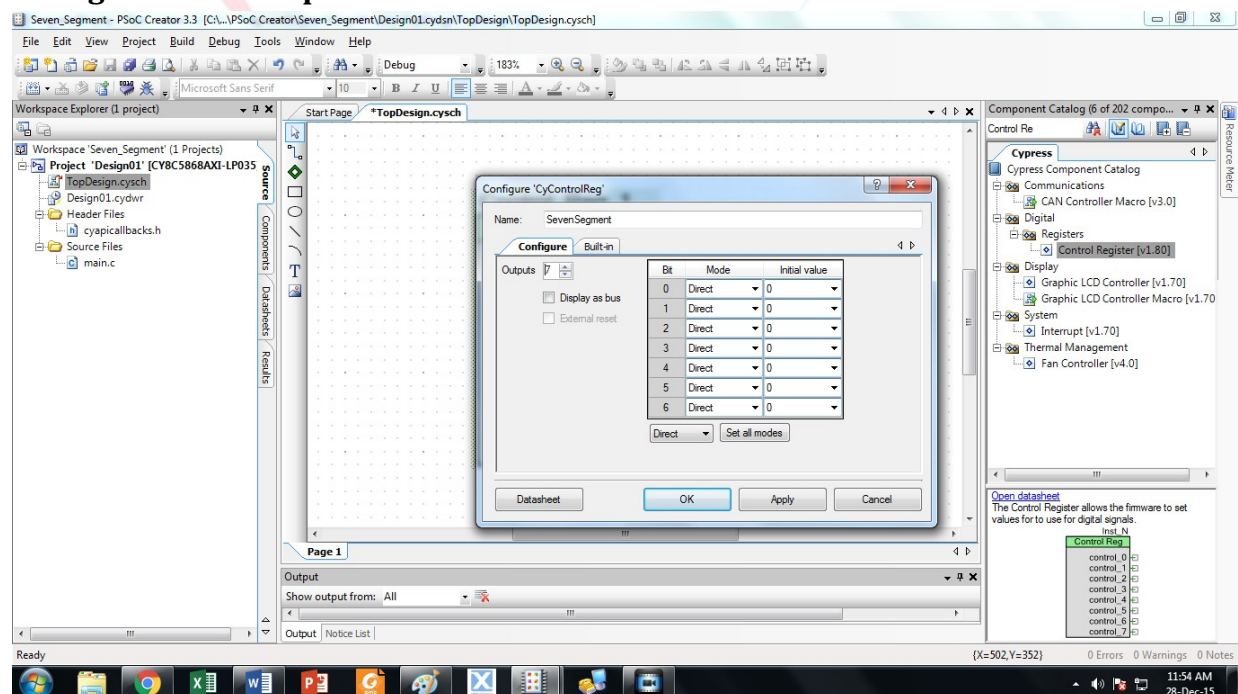 Seven_Segment - PSoC Creator 3.3 [C:\...\PSoC Creator\Seven_Segment\Design01.cydsn\TopDesign\TopDesign.cysch]
File Edit View Project Build Debug Tools Window Help
Debug 183%
Microsoft Sans Serif 10 B I U A
Workspace Explorer (1 project)
Workspace 'Seven_Segment' (1 Projects)
Project 'Design01' [CY8C5868AXI-LP035
TopDesign.cysch
Design01.cydwr
Header Files
cyapicallbacks.h
Source Files
main.c
Source
Components
Datasheets
Results
Start Page *TopDesign.cysch
Configure 'CyControlReg'
Name: SevenSegment
Configure Built-in
Outputs 7
Display as bus
External reset
Bit Mode Initial value
0 Direct 0
1 Direct 0
2 Direct 0
3 Direct 0
4 Direct 0
5 Direct 0
6 Direct 0
Direct Set all modes
Datasheet OK Apply Cancel
Page 1
Output
Show output from: All
Output Notice List
Component Catalog (6 of 202 compo...
Control Re
Cypress
Cypress Component Catalog
Communications
CAN Controller Macro [v3.0]
Digital
Registers
Control Register [v1.80]
Display
Graphic LCD Controller [v1.70]
Graphic LCD Controller Macro [v1.70
System
Interrupt [v1.70]
Thermal Management
Fan Controller [v4.0]
Resource Meter
Open datasheet
The Control Register allows the firmware to set
values for to use for digital signals.
Inst_N
Control Reg
control_0
control_1
control_2
control_3
control_4
control_5
control_6
control_7
Ready {X=502,Y=352} 0 Errors 0 Warnings 0 Notes
11:54 AM
28-Dec-15